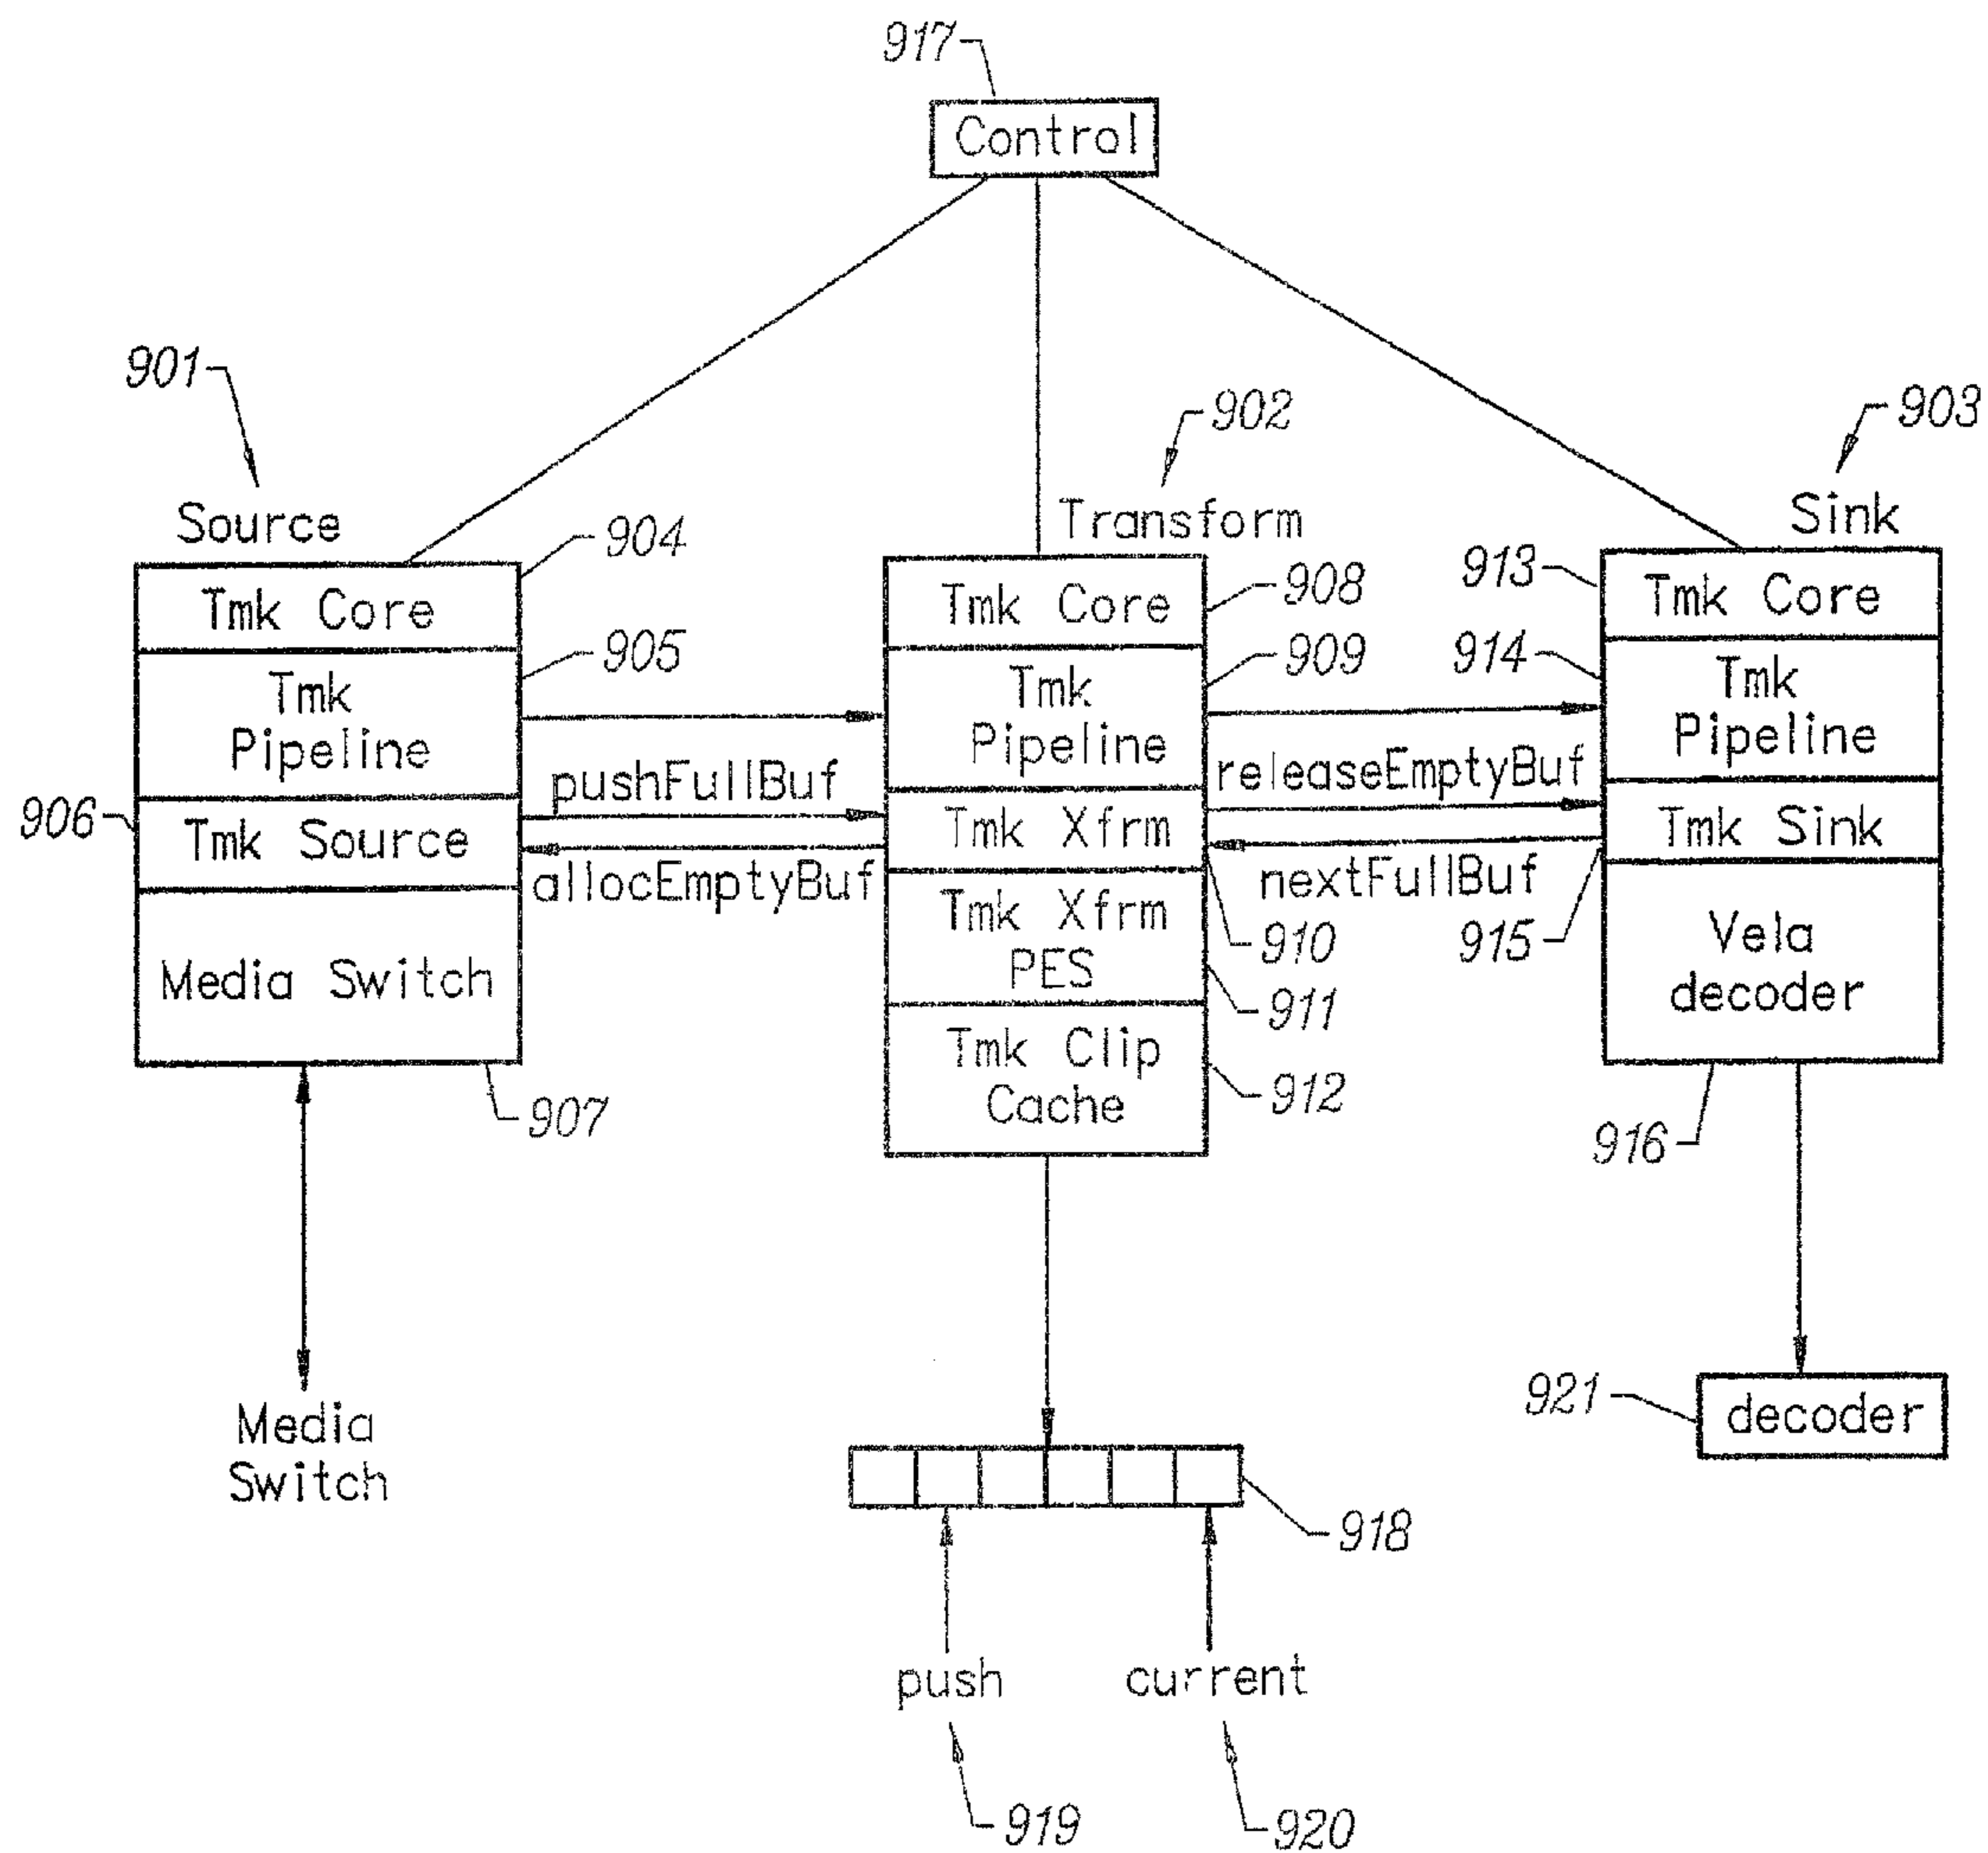 917
Control
901
902
903
Source
Transform
Sink
904
908
913
Tmk Core
Tmk Core
Tmk Core
905
909
914
Tmk
Pipeline
Tmk
Pipeline
Tmk
Pipeline
pushFullBuf
releaseEmptyBuf
906
Tmk Source
Tmk Xfrm
Tmk Sink
allocEmptyBuf
nextFullBuf
910
915
Media Switch
Tmk Xfrm
PES
Vela
decoder
911
907
Tmk Clip
Cache
912
916
Media
Switch
921
decoder
918
push
current
919
920